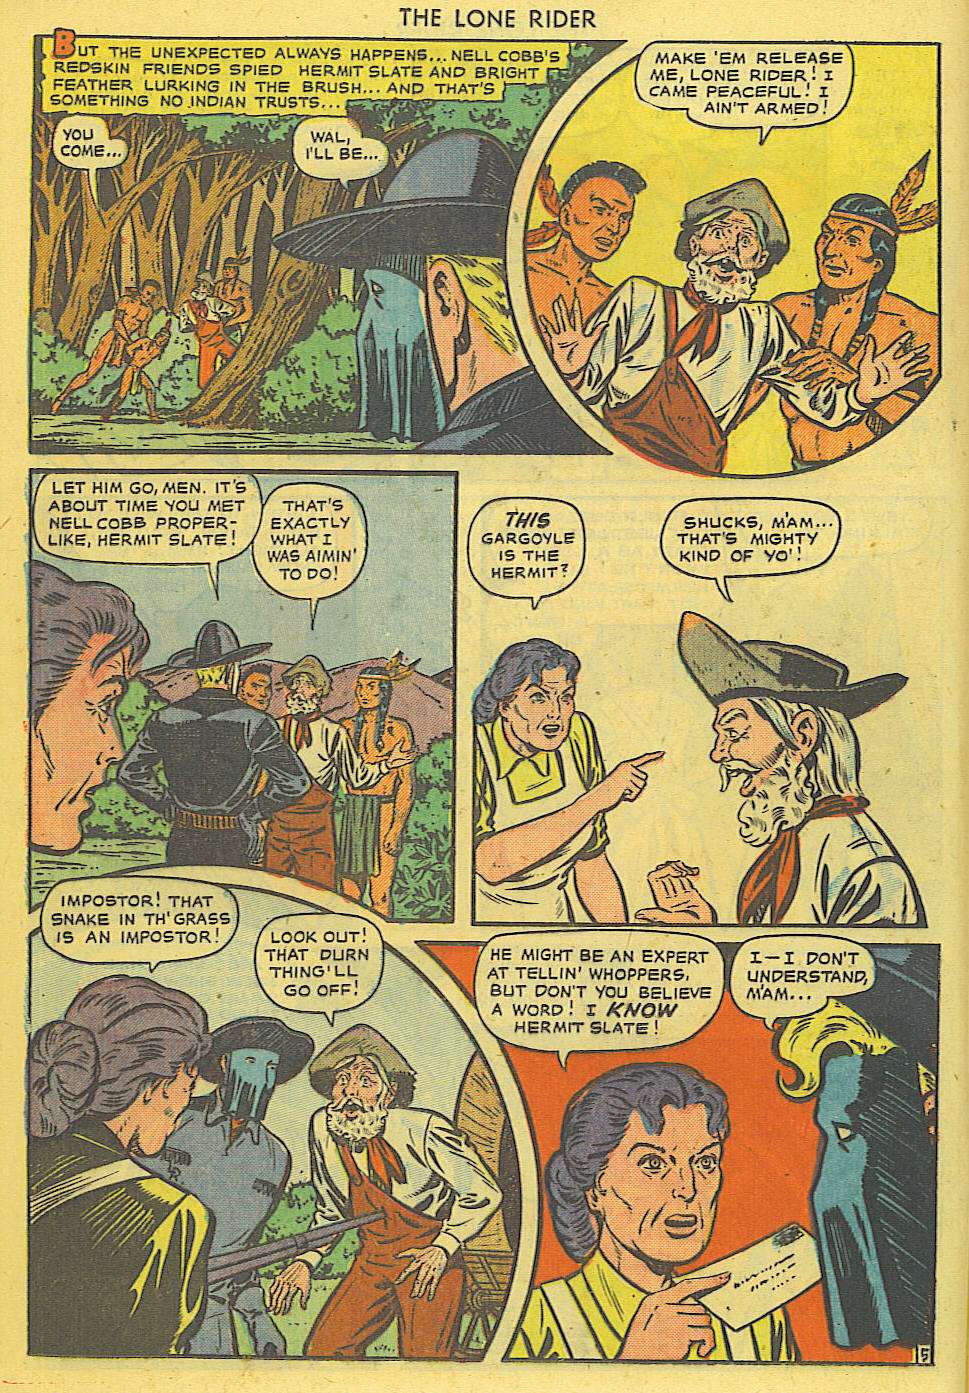 THE LONE RIDER
BUT THE UNEXPECTED ALWAYS HAPPENS... NELL COBB'S
REDSKIN FRIENDS SPIED HERMIT SLATE AND BRIGHT
FEATHER LURKING IN THE BRUSH... AND THAT'S
SOMETHING NO INDIAN TRUSTS...
YOU
COME...
WAL,
I'LL BE...
MAKE 'EM RELEASE
ME, LONE RIDER! I
CAME PEACEFUL! I
AIN'T ARMED!
LET HIM GO, MEN. IT'S
ABOUT TIME YOU MET
NELL COBB PROPER-
LIKE, HERMIT SLATE!
THAT'S
EXACTLY
WHAT I
WAS AIMIN'
TO DO!
THIS
GARGOYLE
IS THE
HERMIT?
SHUCKS, M'AM...
THAT'S MIGHTY
KIND OF YO'!
IMPOSTOR! THAT
SNAKE IN TH' GRASS
IS AN IMPOSTOR!
LOOK OUT!
THAT DURN
THING'LL
GO OFF!
LR
HE MIGHT BE AN EXPERT
AT TELLIN' WHOPPERS,
BUT DON'T YOU BELIEVE
A WORD! I KNOW
HERMIT SLATE!
I-I DON'T
UNDERSTAND,
M'AM...
5